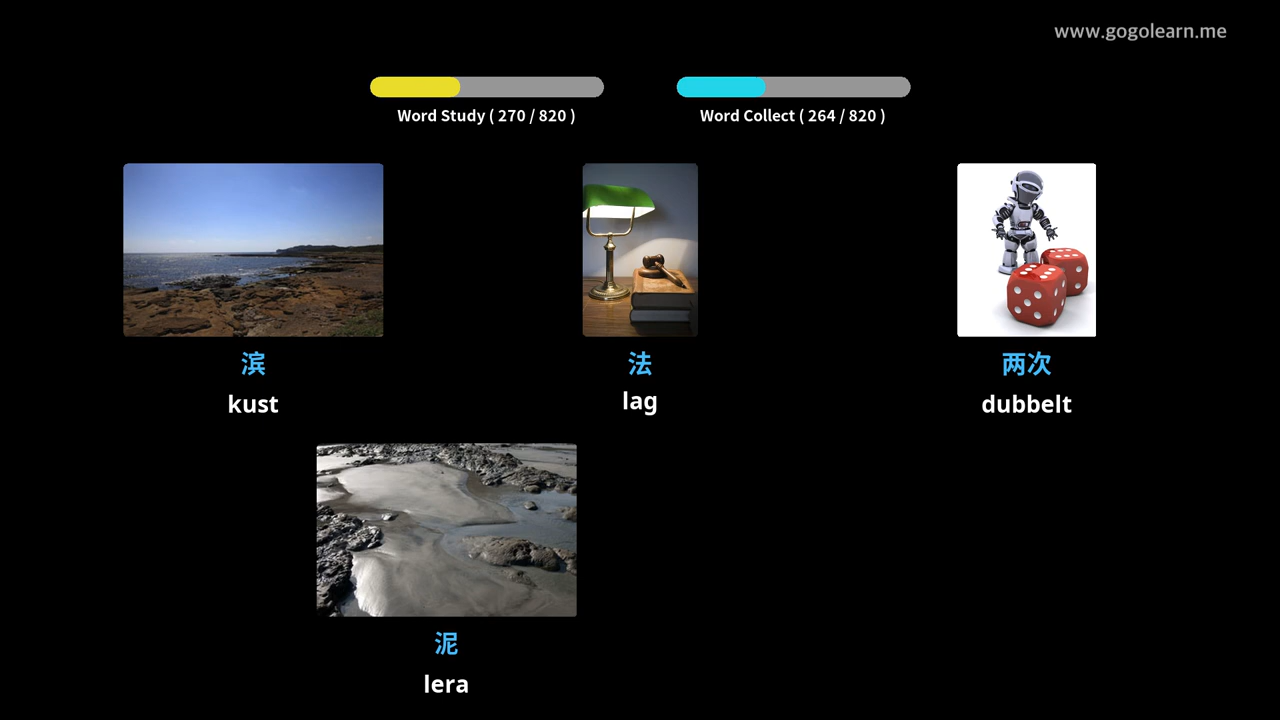 www.gogolearn.me
Word Study ( 270 / 820 )
Word Collect ( 264 / 820 )
滨
kust
法
lag
两次
dubbelt
泥
lera